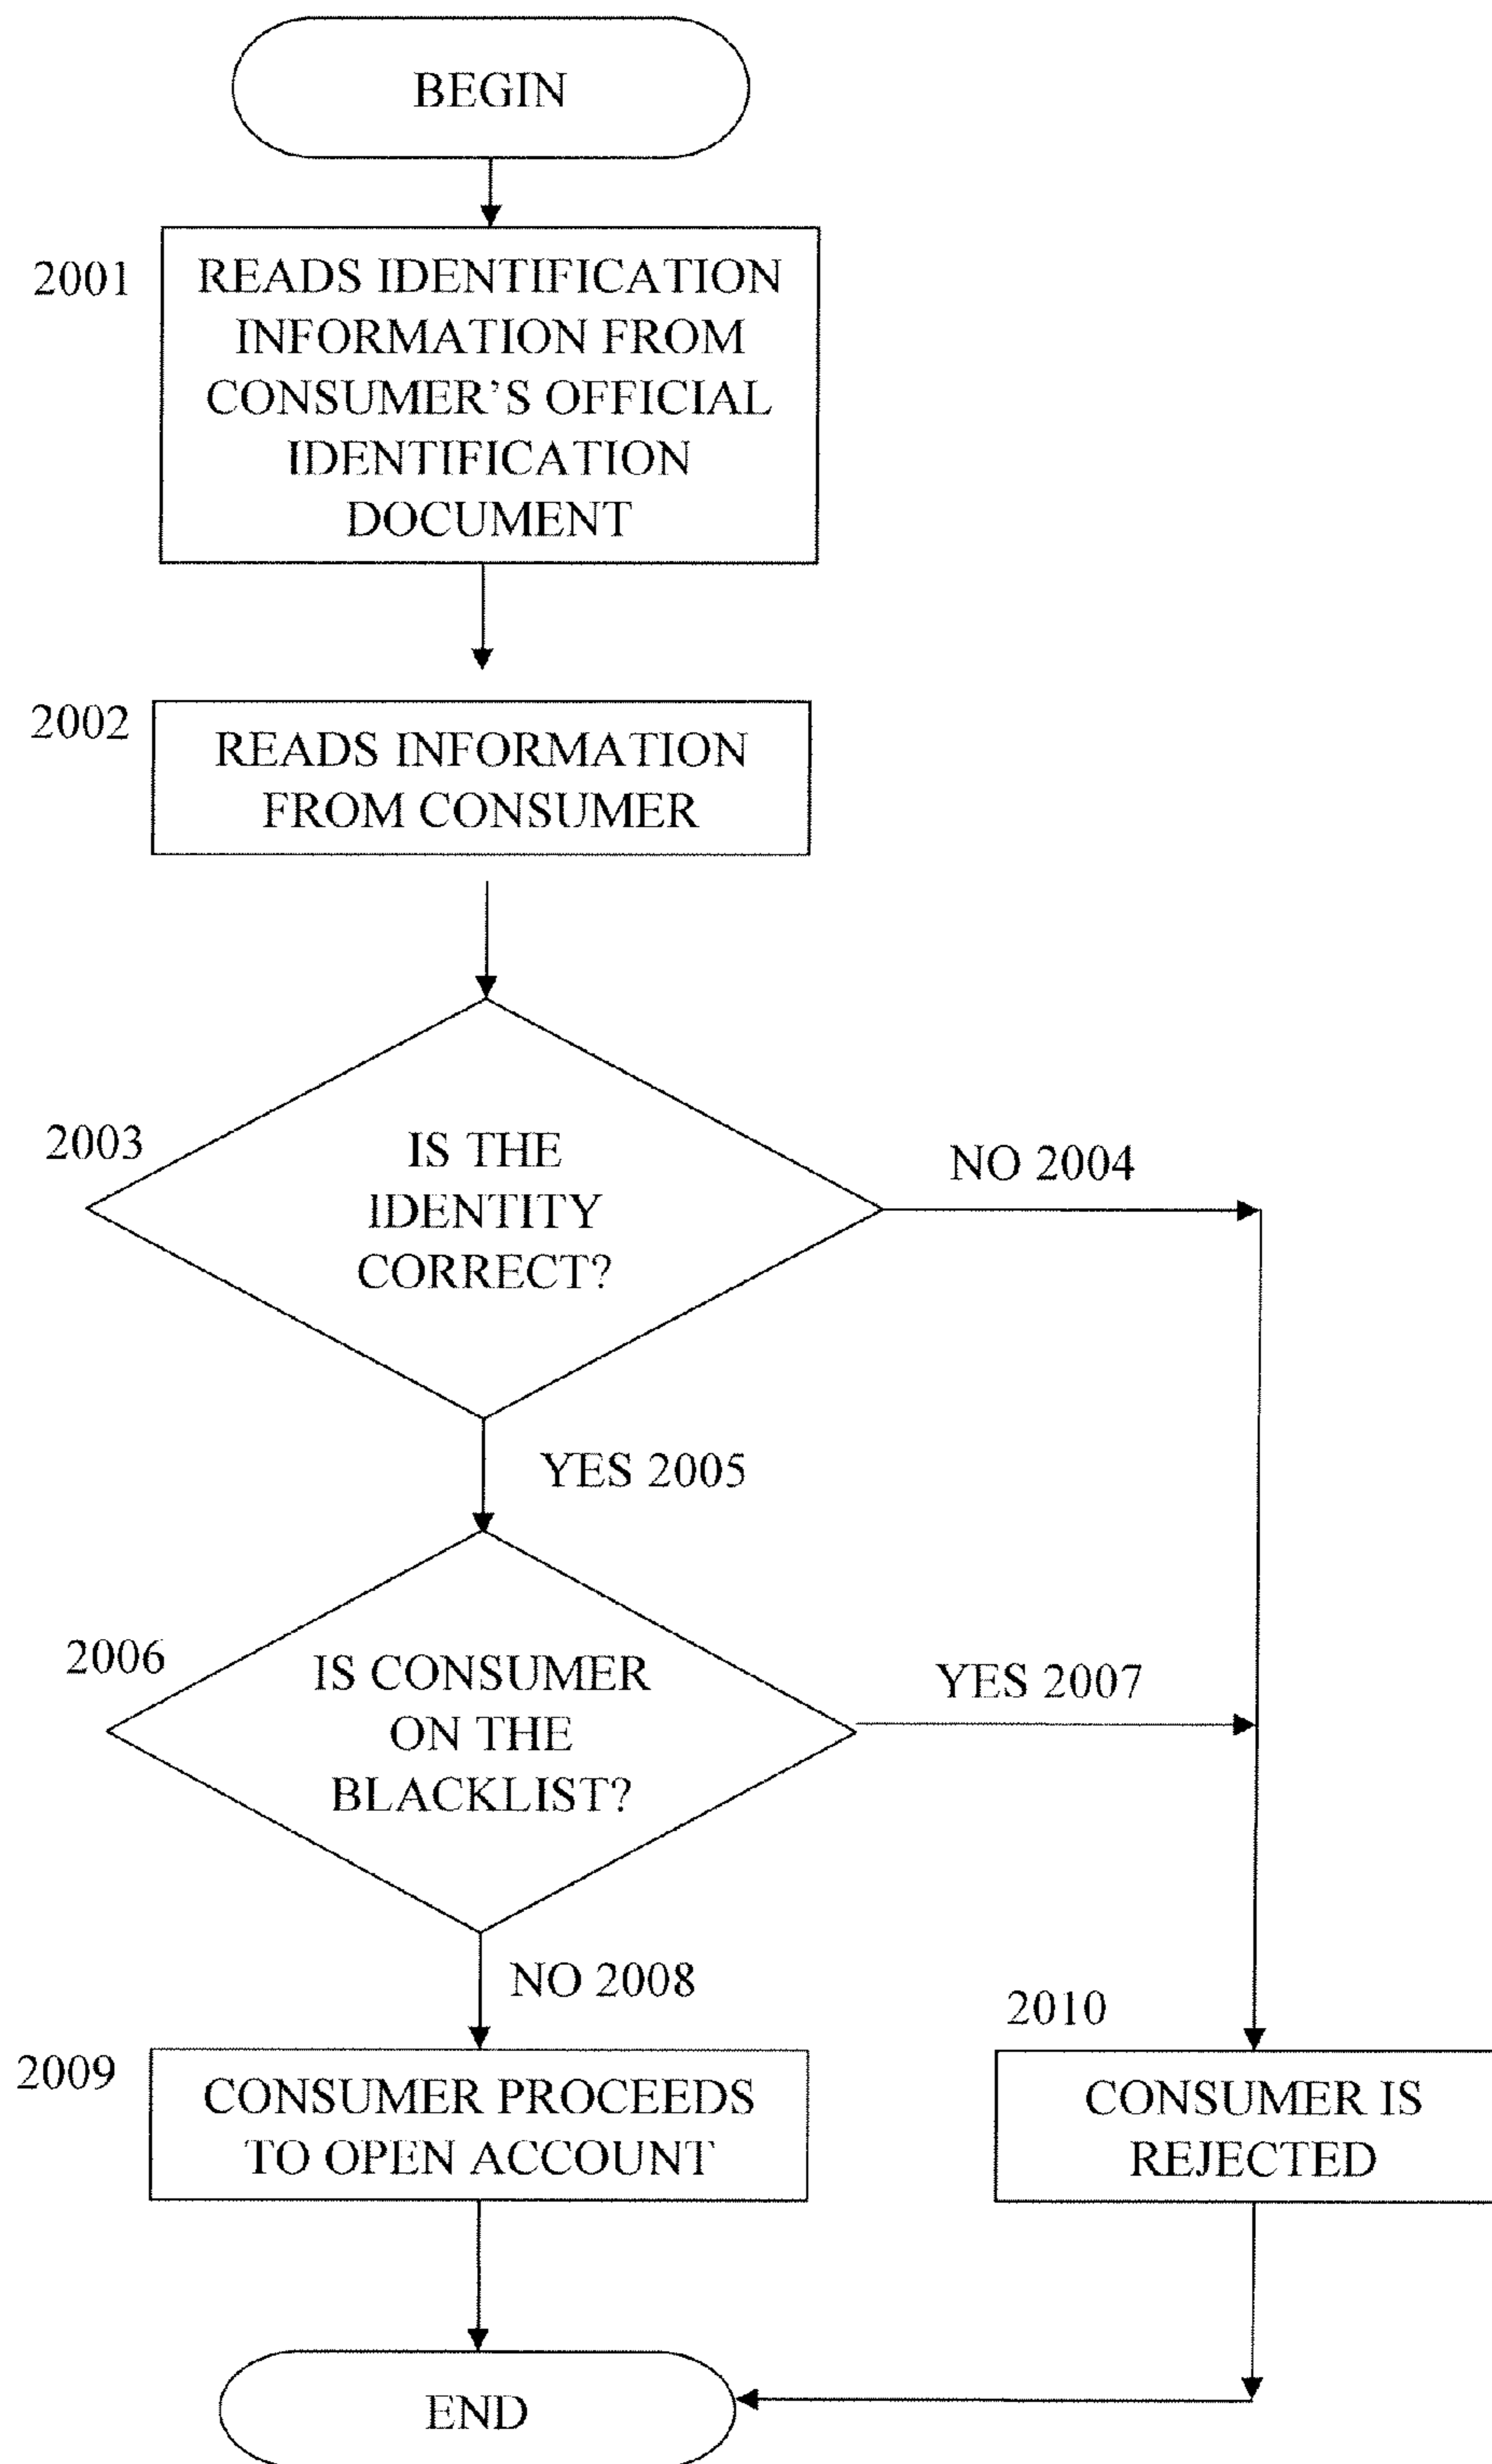 BEGIN
2001
READS IDENTIFICATION
INFORMATION FROM
CONSUMER’S OFFICIAL
IDENTIFICATION
DOCUMENT
2002
READS INFORMATION
FROM CONSUMER
2003
IS THE
IDENTITY
CORRECT?
NO 2004
YES 2005
2006
IS CONSUMER
ON THE
BLACKLIST?
YES 2007
NO 2008
2009
CONSUMER PROCEEDS
TO OPEN ACCOUNT
2010
CONSUMER IS
REJECTED
END